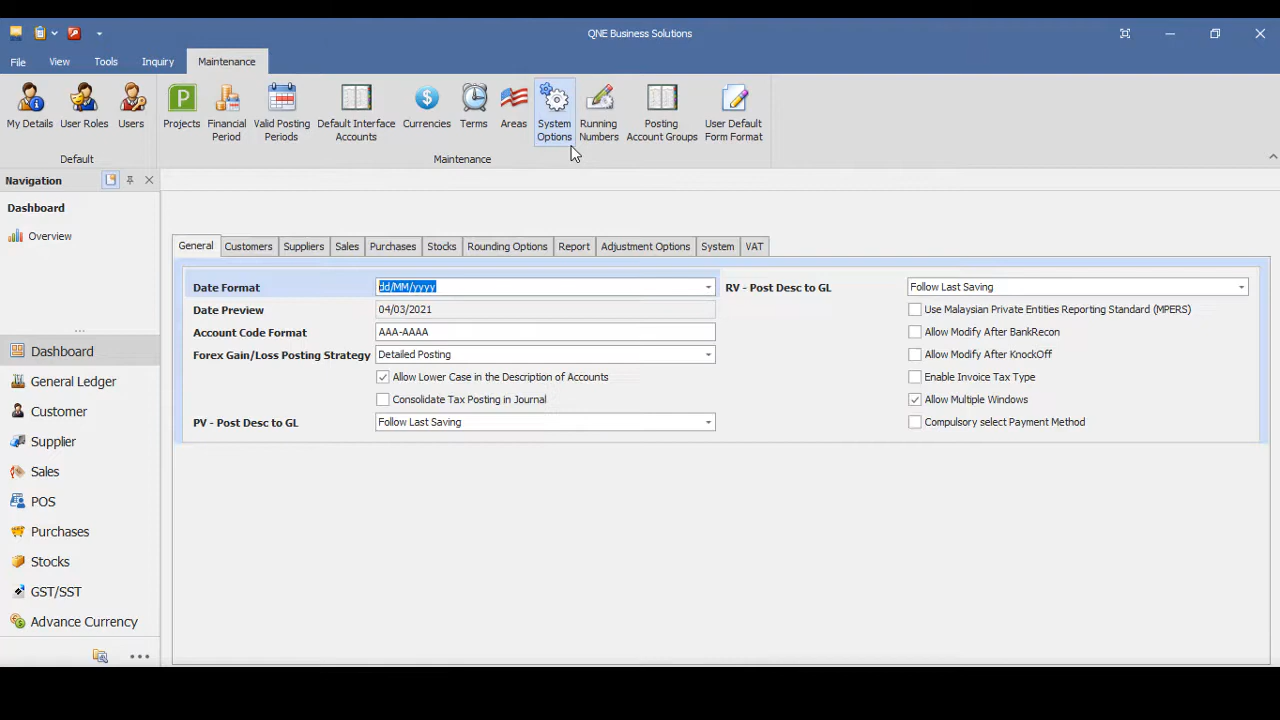 QNE Business Solutions
File View Tools Inquiry Maintenance
My Details User Roles Users Projects Financial Period Valid Posting Periods Default Interface Accounts Currencies Terms Areas System Options Running Numbers Posting Account Groups User Default Form Format
Default Maintenance
Navigation
Dashboard
Overview
Dashboard
General Ledger
Customer
Supplier
Sales
POS
Purchases
Stocks
GST/SST
Advance Currency
General Customers Suppliers Sales Purchases Stocks Rounding Options Report Adjustment Options System VAT
Date Format dd/MM/yyyy
Date Preview 04/03/2021
Account Code Format AAA-AAAA
Forex Gain/Loss Posting Strategy Detailed Posting
Allow Lower Case in the Description of Accounts
Consolidate Tax Posting in Journal
PV - Post Desc to GL Follow Last Saving
RV - Post Desc to GL Follow Last Saving
Use Malaysian Private Entities Reporting Standard (MPERS)
Allow Modify After BankRecon
Allow Modify After KnockOff
Enable Invoice Tax Type
Allow Multiple Windows
Compulsory select Payment Method